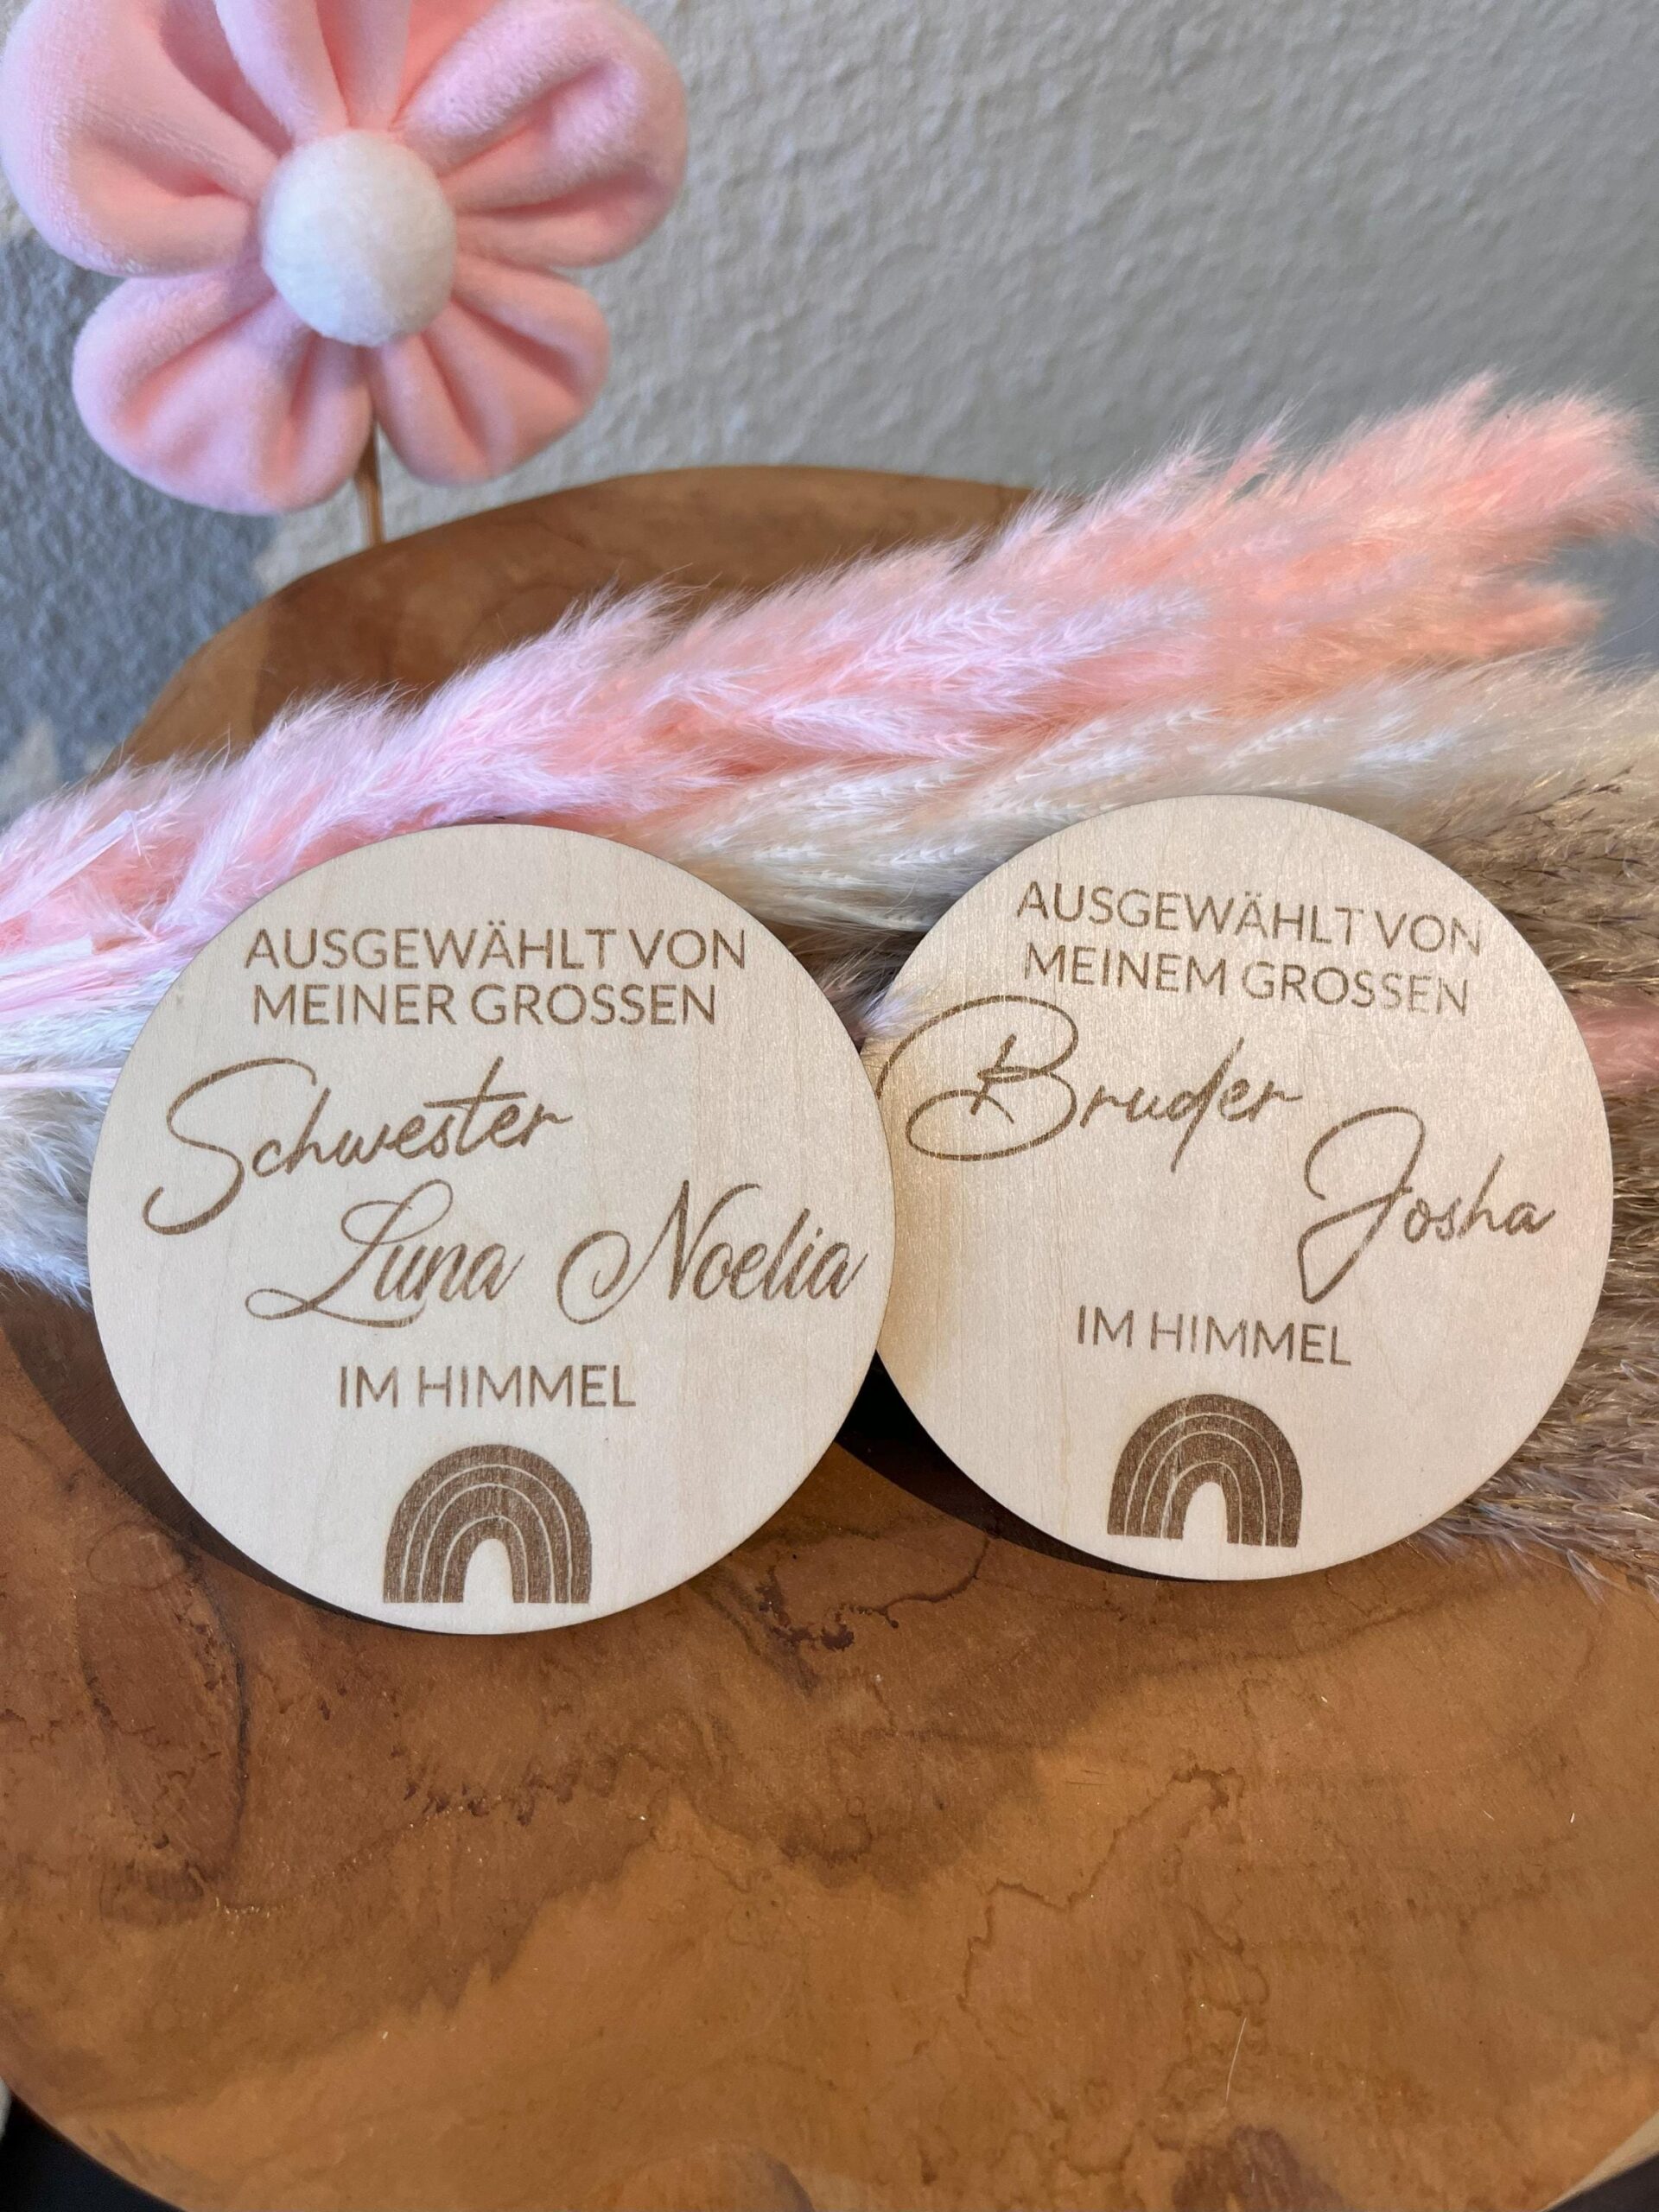 AUSGEWÄHLT VON
MEINER GROSSEN
Schwester
Luna Noelia
IM HIMMEL
AUSGEWÄHLT VON
MEINEM GROSSEN
Bruder
Josha
IM HIMMEL